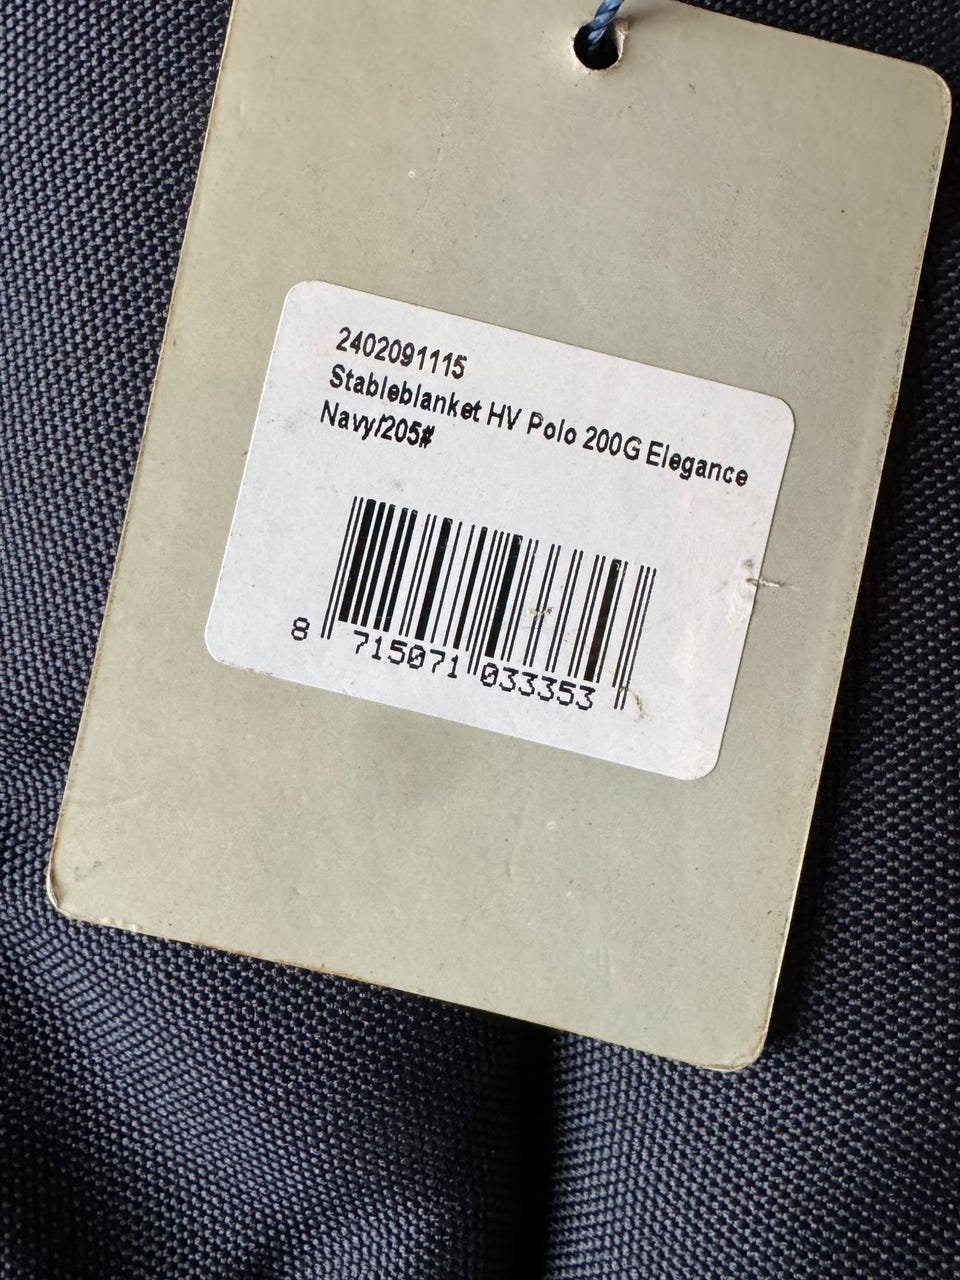 2402091115
Stableblanket HV Polo 200G Elegance
Navy/205#
8 715071 033353